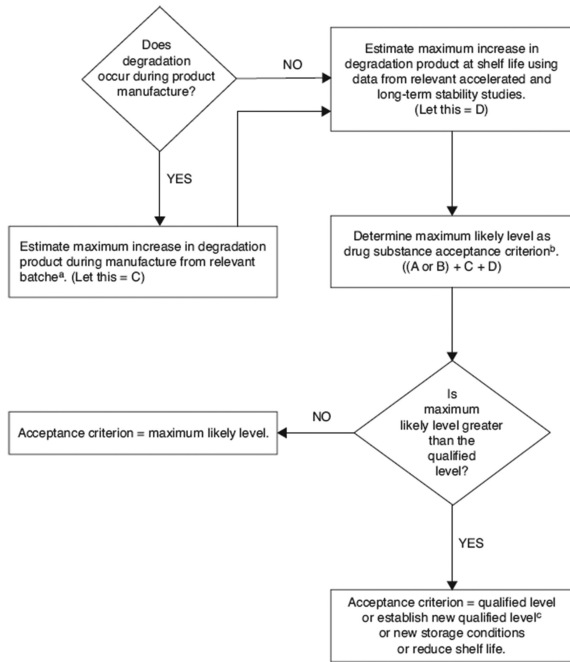 Does
degradation
occur during product
manufacture?
NO
Estimate maximum increase in
degradation product at shelf life using
data from relevant accelerated and
long-term stability studies.
(Let this = D)
YES
Estimate maximum increase in degradation
product during manufacture from relevant
batcheᵃ. (Let this = C)
Determine maximum likely level as
drug substance acceptance criterionᵇ.
((A or B) + C + D)
Is
maximum
likely level greater
than the
qualified
level?
NO
Acceptance criterion = maximum likely level.
YES
Acceptance criterion = qualified level
or establish new qualified levelᶜ
or new storage conditions
or reduce shelf life.